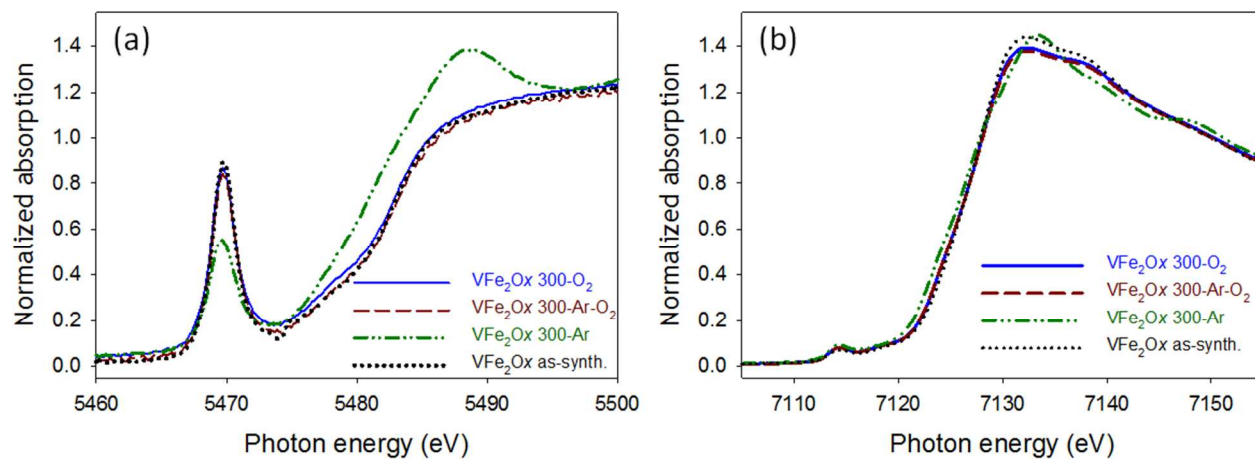 (a)
Normalized absorption
1.4
1.2
1.0
0.8
0.6
0.4
0.2
0.0
VFe₂Ox 300-O₂
VFe₂Ox 300-Ar-O₂
VFe₂Ox 300-Ar
VFe₂Ox as-synth.
5460 5470 5480 5490 5500
Photon energy (eV)
(b)
Normalized absorption
1.4
1.2
1.0
0.8
0.6
0.4
0.2
0.0
VFe₂Ox 300-O₂
VFe₂Ox 300-Ar-O₂
VFe₂Ox 300-Ar
VFe₂Ox as-synth.
7110 7120 7130 7140 7150
Photon energy (eV)